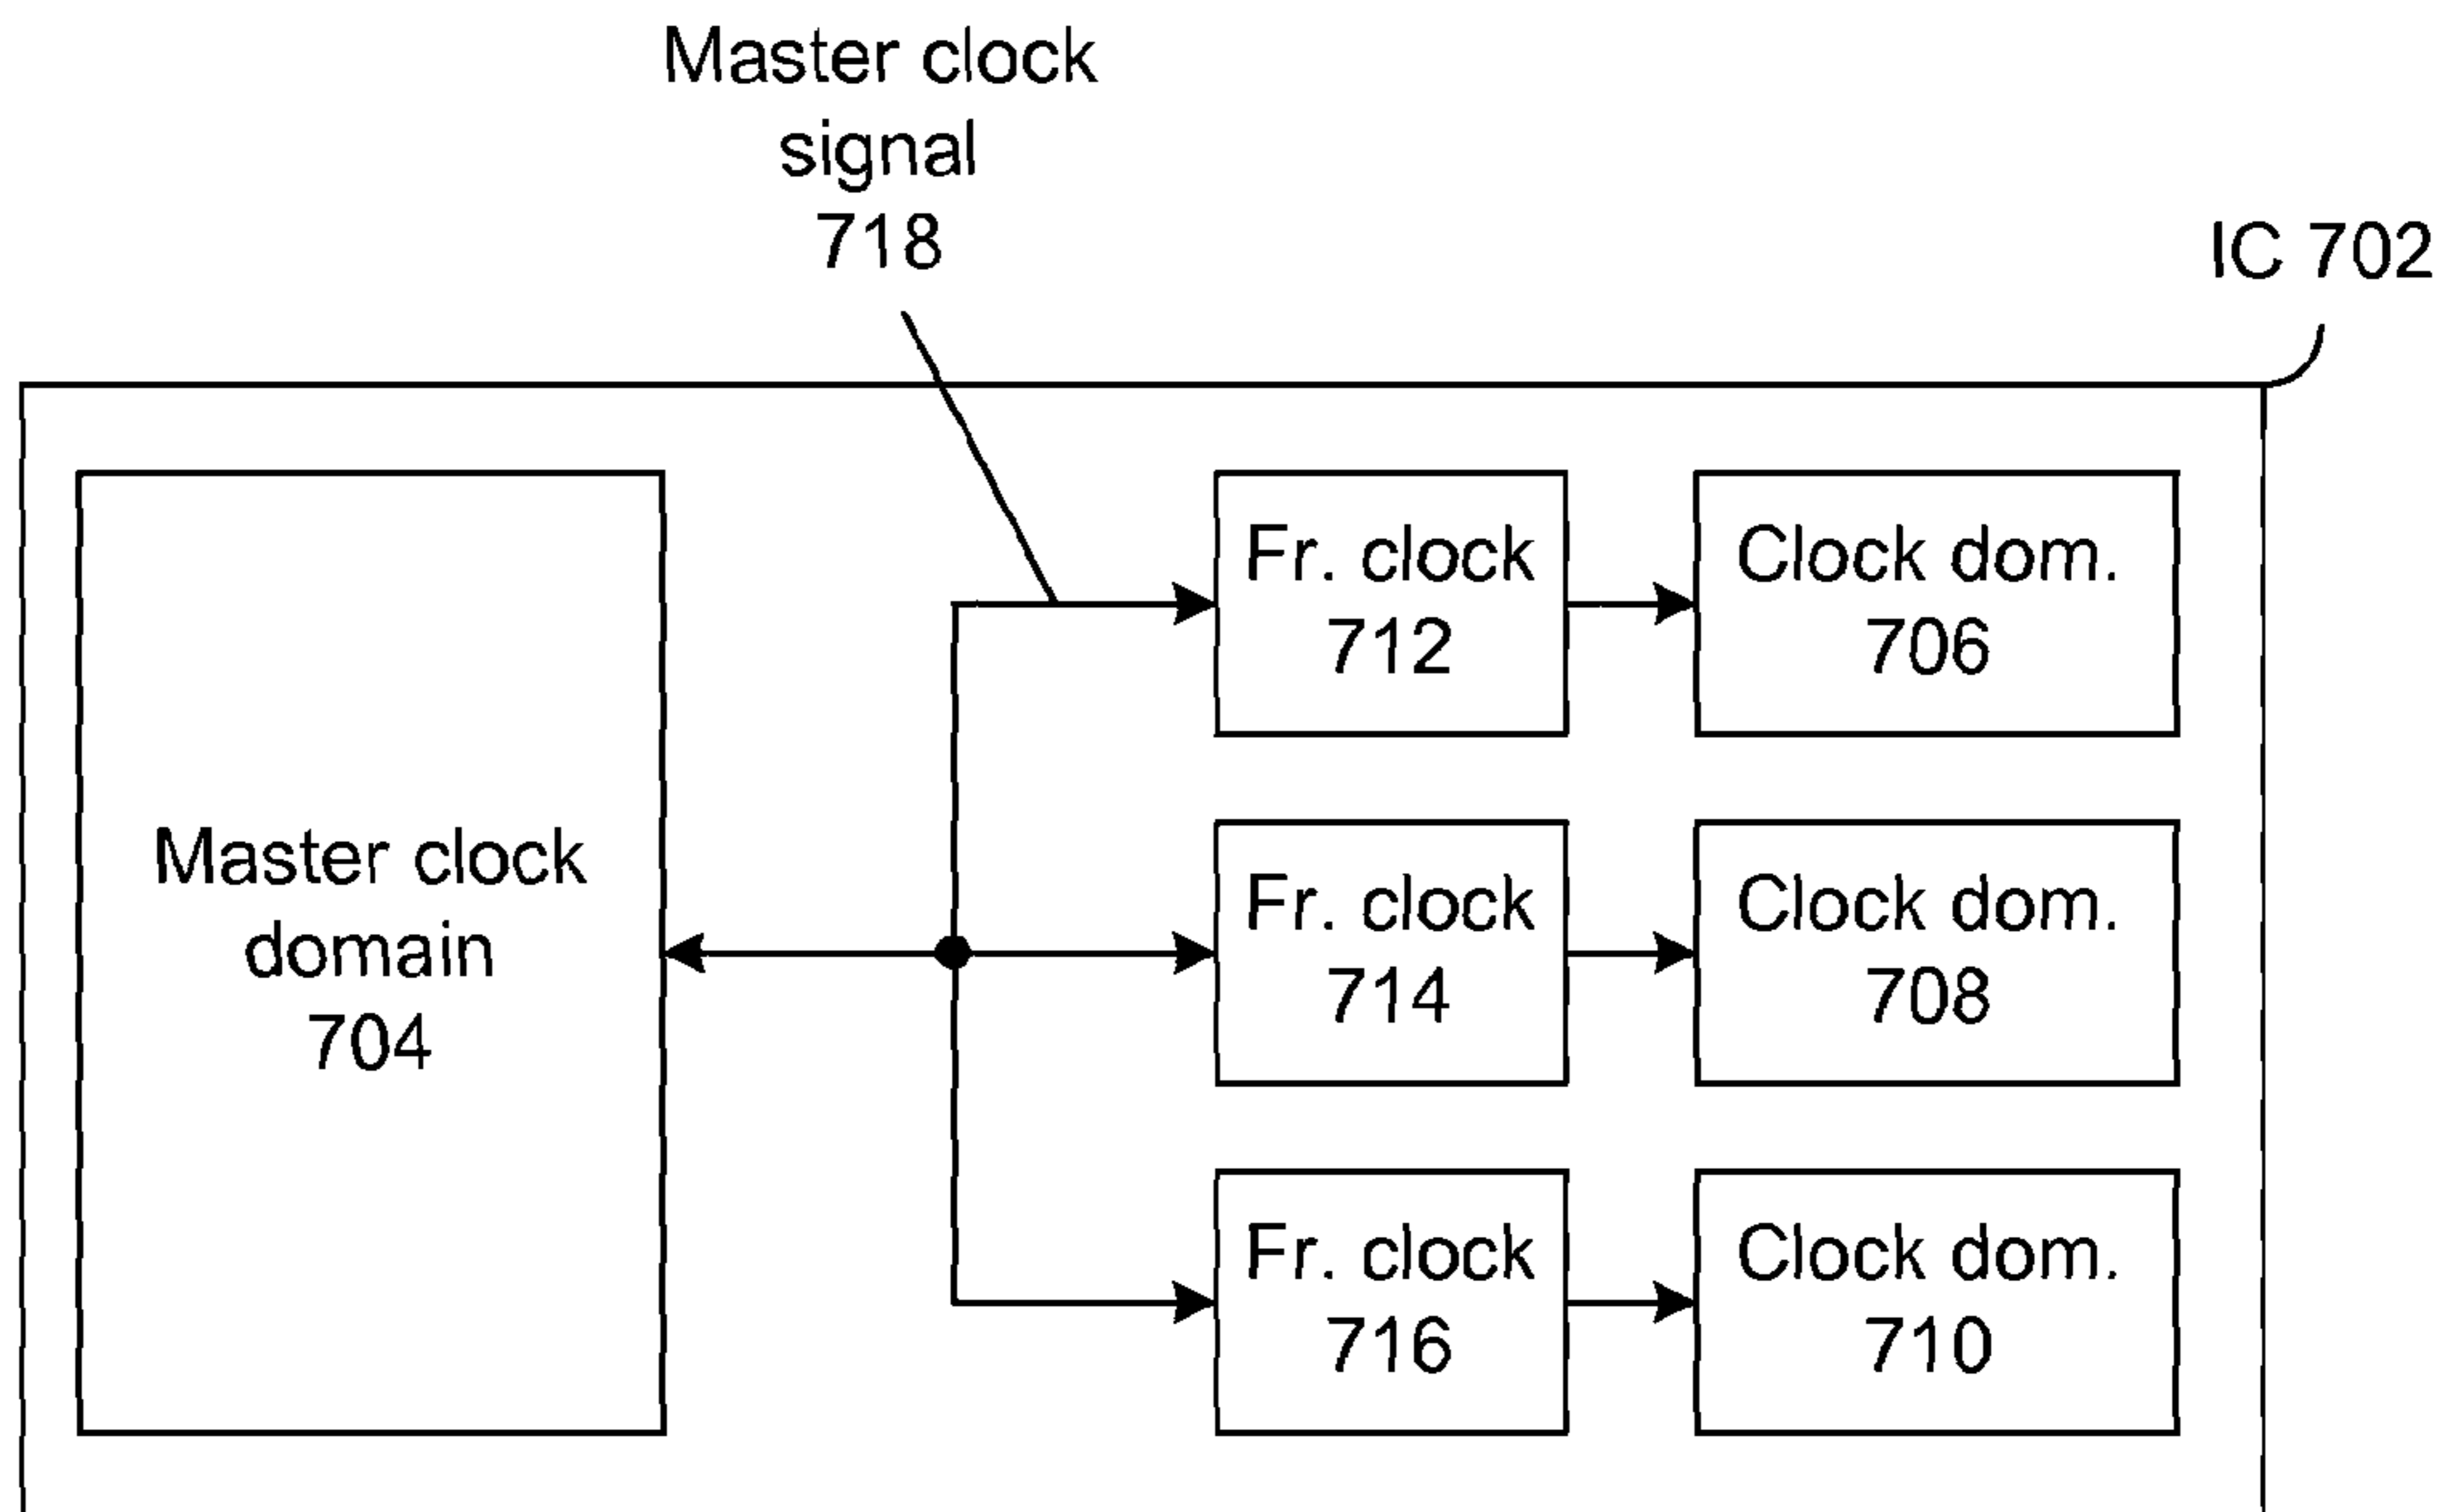 Master clock
signal
718
IC 702
Fr. clock
712
Clock dom.
706
Master clock
domain
704
Fr. clock
714
Clock dom.
708
Fr. clock
716
Clock dom.
710